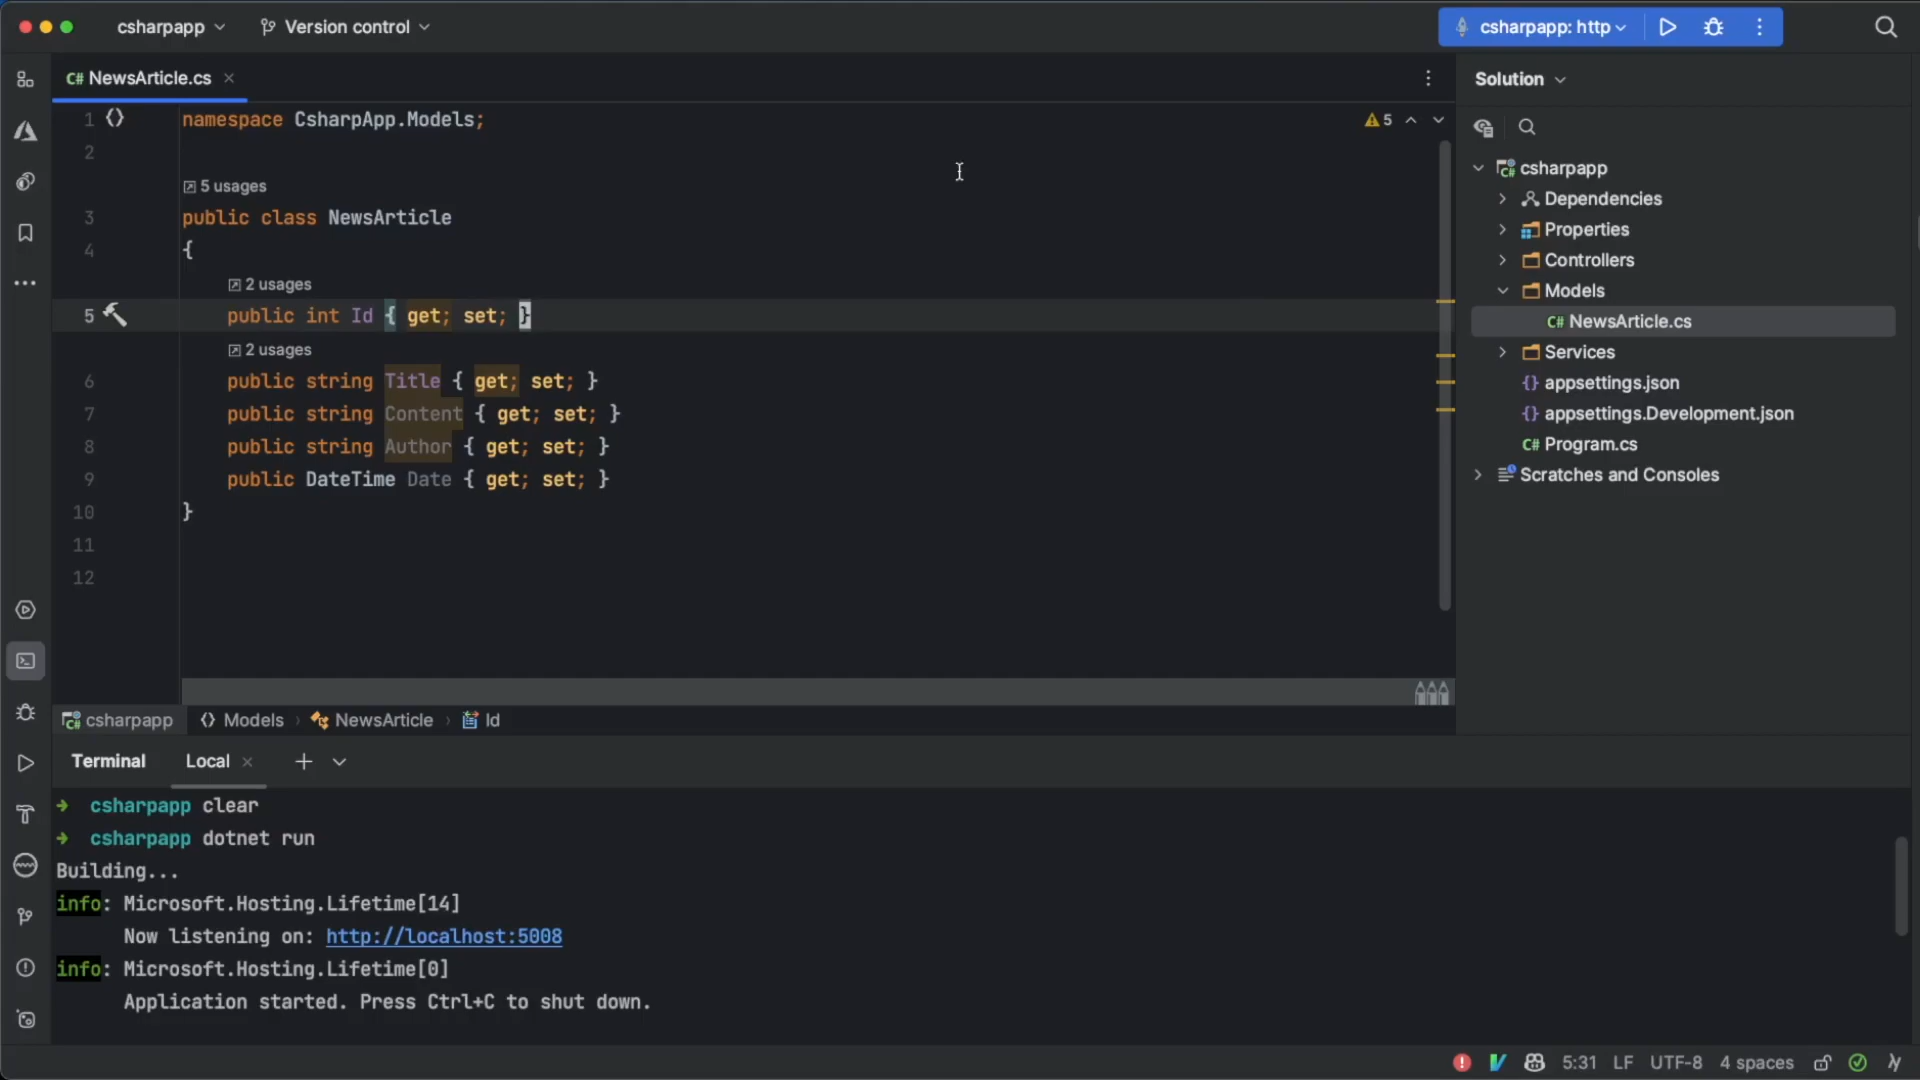 csharpapp
Version control
csharpapp: http
C# NewsArticle.cs
Solution
1 namespace CsharpApp.Models;
5
2
5 usages
3 public class NewsArticle
4 {
2 usages
5 public int Id { get; set; }
2 usages
6 public string Title { get; set; }
7 public string Content { get; set; }
8 public string Author { get; set; }
9 public DateTime Date { get; set; }
10 }
11
12
csharpapp
Dependencies
Properties
Controllers
Models
C# NewsArticle.cs
Services
{} appsettings.json
{} appsettings.Development.json
C# Program.cs
Scratches and Consoles
csharpapp Models NewsArticle Id
Terminal Local
csharpapp clear
csharpapp dotnet run
Building...
info: Microsoft.Hosting.Lifetime[14]
Now listening on: http://localhost:5008
info: Microsoft.Hosting.Lifetime[0]
Application started. Press Ctrl+C to shut down.
5:31 LF UTF-8 4 spaces